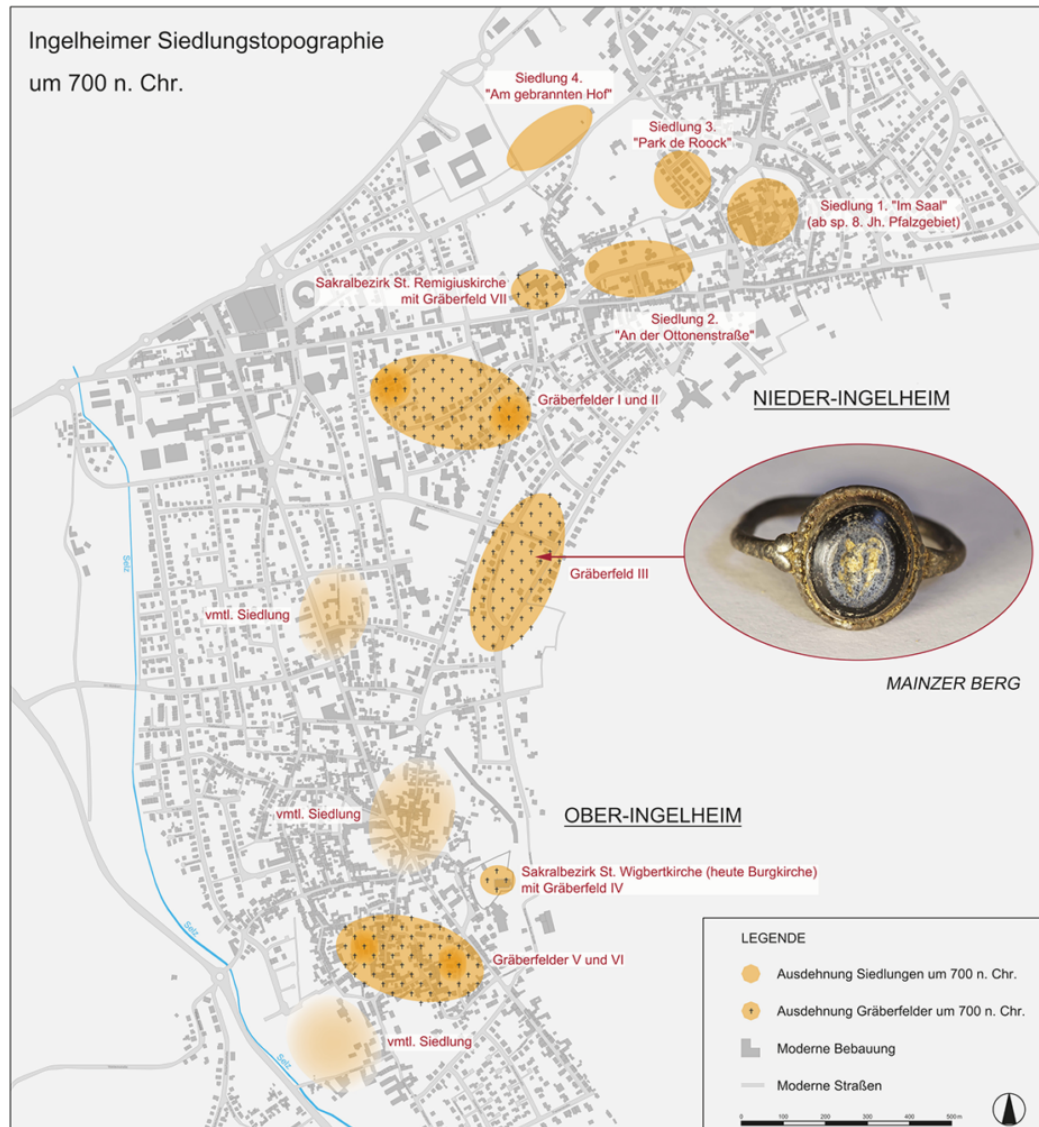 Ingelheimer Siedlungstopographie
um 700 n. Chr.
Siedlung 4.
"Am gebrannten Hof"
Siedlung 3.
"Park de Roock"
Siedlung 1. "Im Saal"
(ab sp. 8. Jh. Pfalzgebiet)
Sakralbezirk St. Remigiuskirche
mit Gräberfeld VII
Siedlung 2.
"An der Ottonenstraße"
Gräberfelder I und II
NIEDER-INGELHEIM
Selz
Gräberfeld III
vmtl. Siedlung
MAINZER BERG
vmtl. Siedlung
OBER-INGELHEIM
Sakralbezirk St. Wigbertkirche (heute Burgkirche)
mit Gräberfeld IV
Selz
Gräberfelder V und VI
vmtl. Siedlung
Selz
LEGENDE
Ausdehnung Siedlungen um 700 n. Chr.
Ausdehnung Gräberfelder um 700 n. Chr.
Moderne Bebauung
Moderne Straßen
0 100 200 300 400 500m